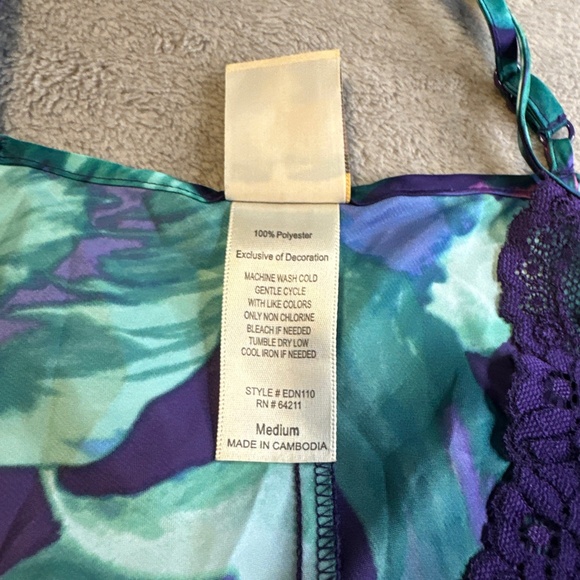 100% Polyester
Exclusive of Decoration
MACHINE WASH COLD
GENTLE CYCLE
WITH LIKE COLORS
ONLY NON CHLORINE
BLEACH IF NEEDED
TUMBLE DRY LOW
COOL IRON IF NEEDED
STYLE # EDN110
RN # 64211
Medium
MADE IN CAMBODIA